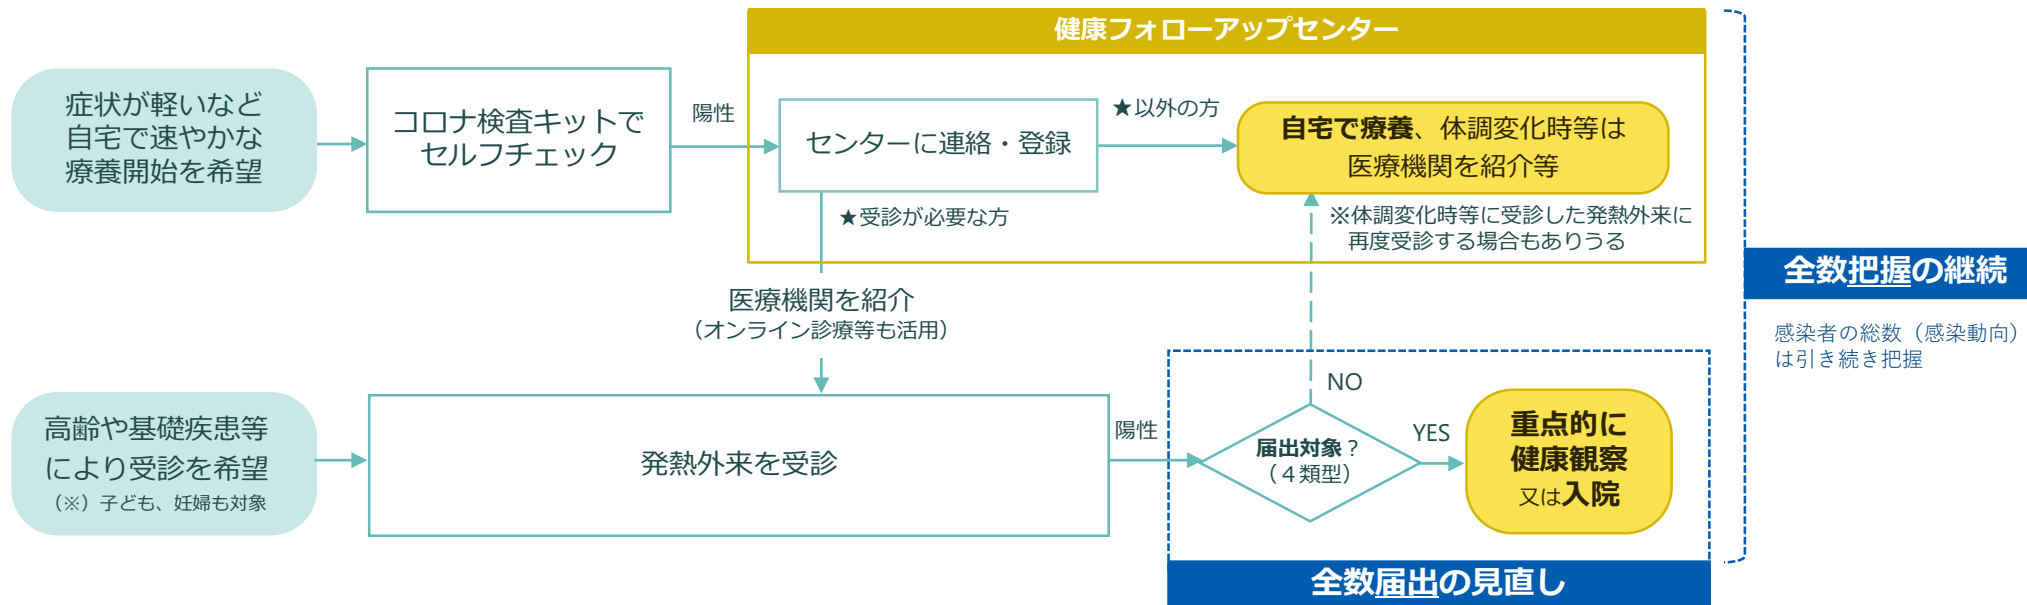 健康フォローアップセンター
症状が軽いなど
自宅で速やかな
療養開始を希望
コロナ検査キットで
セルフチェック
陽性
センターに連絡・登録
★以外の方
自宅で療養、体調変化時等は
医療機関を紹介等
★受診が必要な方
※体調変化時等に受診した発熱外来に
再度受診する場合もありうる
医療機関を紹介
（オンライン診療等も活用）
全数把握の継続
感染者の総数（感染動向）
は引き続き把握
高齢や基礎疾患等
により受診を希望
（※）子ども、妊婦も対象
発熱外来を受診
陽性
届出対象？
（４類型）
NO
YES
重点的に
健康観察
又は入院
全数届出の見直し